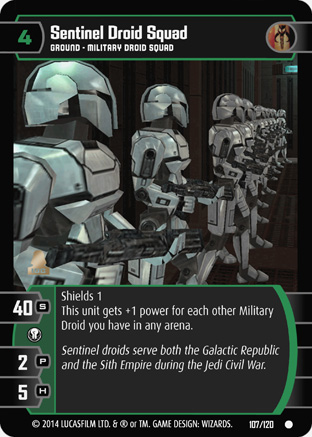 4
Sentinel Droid Squad
GROUND - MILITARY DROID SQUAD
40 S
2 P
5 H
Shields 1
This unit gets +1 power for each other Military
Droid you have in any arena.
Sentinel droids serve both the Galactic Republic
and the Sith Empire during the Jedi Civil War.
© 2014 LUCASFILM LTD. & ® or TM. GAME DESIGN: WIZARDS.
107/120